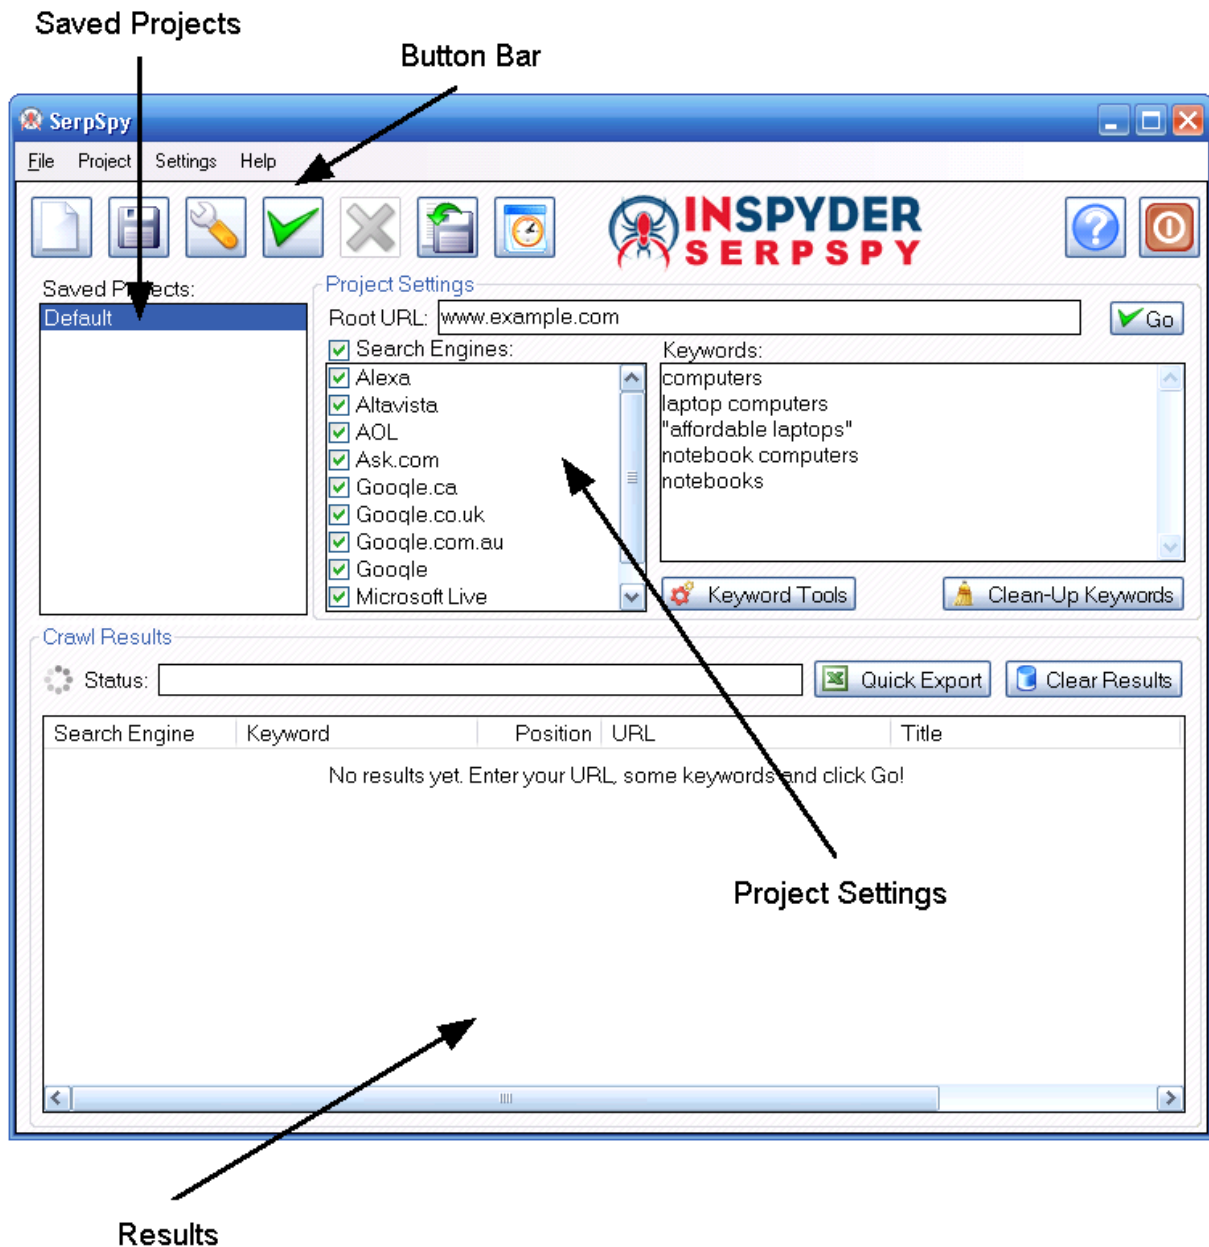 Saved Projects
Button Bar
SerpSpy
File Project Settings Help
INSPYDER
SERPSPY
Saved Projects:
Default
Project Settings
Root URL: www.example.com
Go
Search Engines:
Alexa
Altavista
AOL
Ask.com
Google.ca
Google.co.uk
Google.com.au
Google
Microsoft Live
Keywords:
computers
laptop computers
"affordable laptops"
notebook computers
notebooks
Keyword Tools
Clean-Up Keywords
Crawl Results
Status:
Quick Export
Clear Results
Search Engine Keyword Position URL Title
No results yet. Enter your URL, some keywords and click Go!
Project Settings
Results